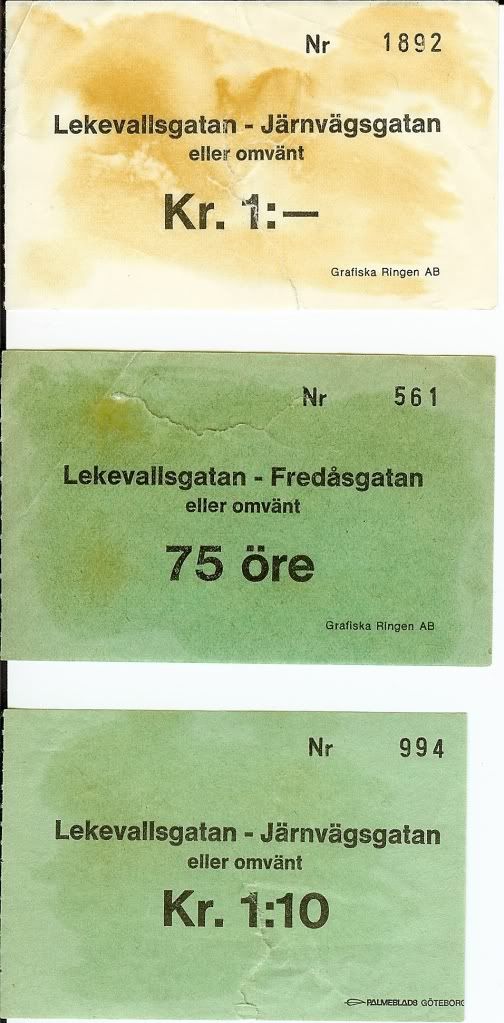 Nr 1892
Lekevallsgatan - Järnvägsgatan
eller omvänt
Kr. 1:—
Grafiska Ringen AB
Nr 561
Lekevallsgatan - Fredåsgatan
eller omvänt
75 öre
Grafiska Ringen AB
Nr 994
Lekevallsgatan - Järnvägsgatan
eller omvänt
Kr. 1:10
PALMEBLADS GÖTEBORG